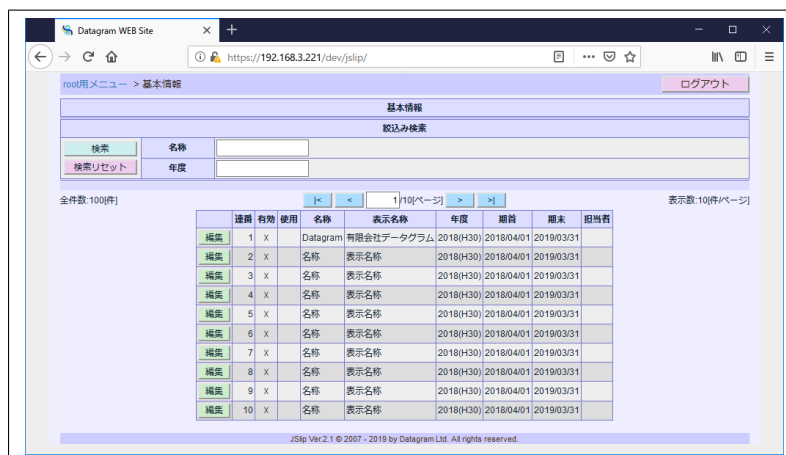 Datagram WEB Site
https://192.168.3.221/dev/jslip/
root用メニュー > 基本情報
ログアウト
基本情報
絞込み検索
検索 名称
検索リセット 年度
全件数:100[件] |< < 1/10[ページ] > >| 表示数:10[件/ページ]
連番 有効 使用 名称 表示名称 年度 期首 期末 担当者
編集 1 X Datagram 有限会社データグラム 2018(H30) 2018/04/01 2019/03/31
編集 2 X 名称 表示名称 2018(H30) 2018/04/01 2019/03/31
編集 3 X 名称 表示名称 2018(H30) 2018/04/01 2019/03/31
編集 4 X 名称 表示名称 2018(H30) 2018/04/01 2019/03/31
編集 5 X 名称 表示名称 2018(H30) 2018/04/01 2019/03/31
編集 6 X 名称 表示名称 2018(H30) 2018/04/01 2019/03/31
編集 7 X 名称 表示名称 2018(H30) 2018/04/01 2019/03/31
編集 8 X 名称 表示名称 2018(H30) 2018/04/01 2019/03/31
編集 9 X 名称 表示名称 2018(H30) 2018/04/01 2019/03/31
編集 10 X 名称 表示名称 2018(H30) 2018/04/01 2019/03/31
JSlip Ver.2.1 © 2007 - 2019 by Datagram Ltd. All rights reserved.